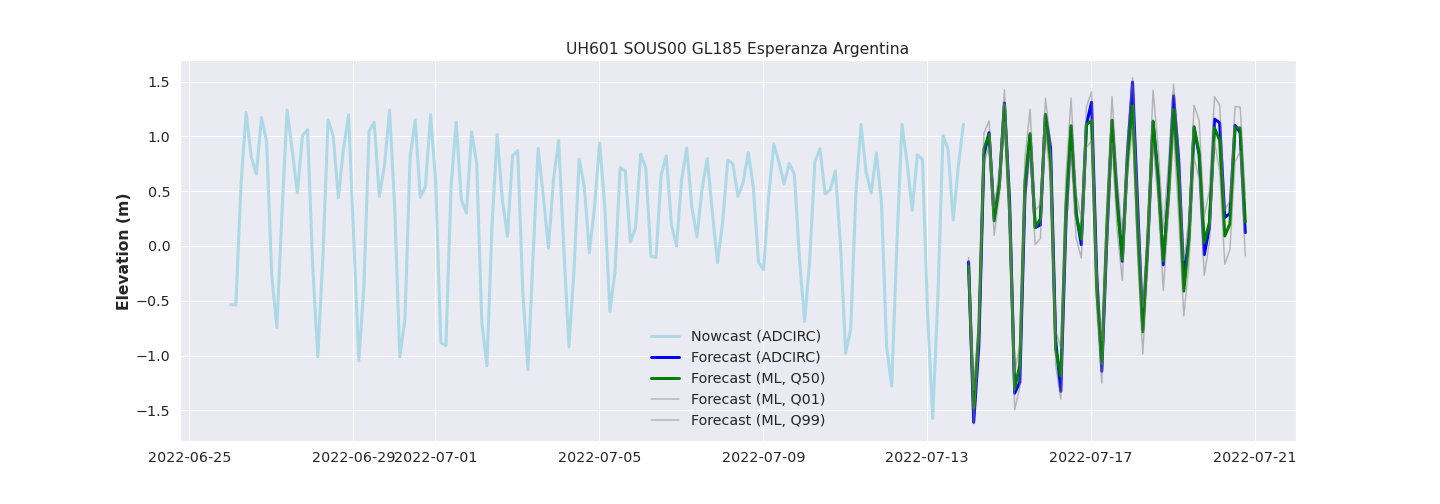 UH601 SOUS00 GL185 Esperanza Argentina
Elevation (m)
1.5
1.0
0.5
0.0
−0.5
−1.0
−1.5
Nowcast (ADCIRC)
Forecast (ADCIRC)
Forecast (ML, Q50)
Forecast (ML, Q01)
Forecast (ML, Q99)
2022-06-25 2022-06-29 2022-07-01 2022-07-05 2022-07-09 2022-07-13 2022-07-17 2022-07-21